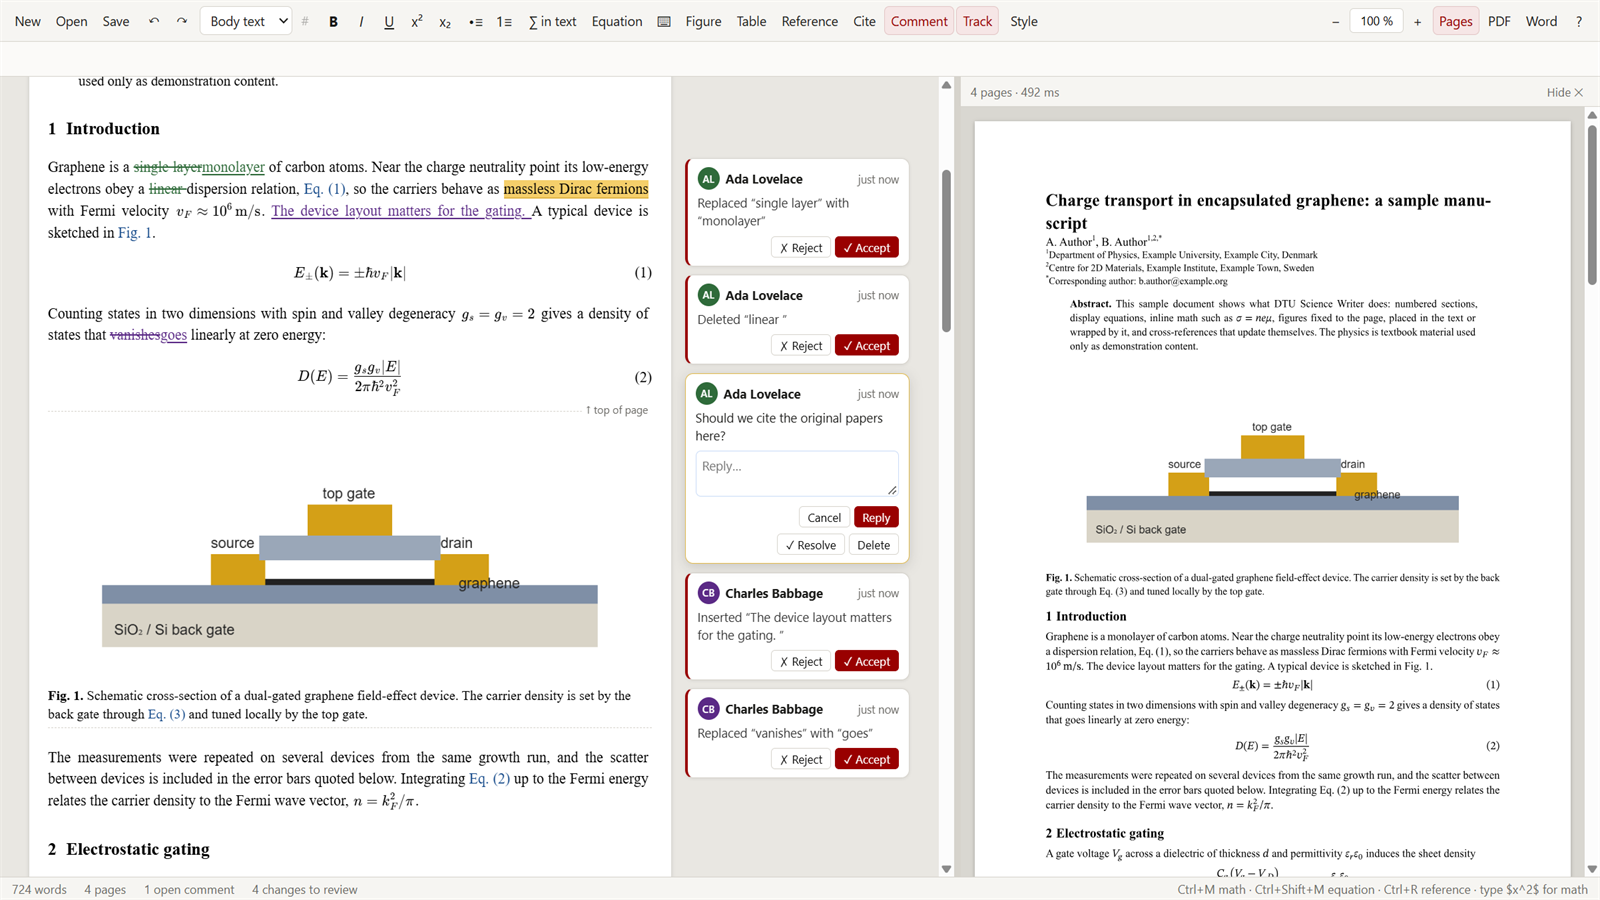 New Open Save Body text # B I U x² x₂ •≡ 1≡ ∑ in text Equation Figure Table Reference Cite Comment Track Style − 100 % + Pages PDF Word ?
used only as demonstration content.
1 Introduction
Graphene is a single layermonolayer of carbon atoms. Near the charge neutrality point its low-energy
electrons obey a linear dispersion relation, Eq. (1), so the carriers behave as massless Dirac fermions
with Fermi velocity v_F ≈ 10⁶ m/s. The device layout matters for the gating. A typical device is
sketched in Fig. 1.
E±(k) = ±ħv_F|k| (1)
Counting states in two dimensions with spin and valley degeneracy g_s = g_v = 2 gives a density of
states that vanishesgoes linearly at zero energy:
D(E) = g_s g_v|E| / 2πħ²v_F² (2)
↑ top of page
top gate
source drain
graphene
SiO₂ / Si back gate
Fig. 1. Schematic cross-section of a dual-gated graphene field-effect device. The carrier density is set by the
back gate through Eq. (3) and tuned locally by the top gate.
The measurements were repeated on several devices from the same growth run, and the scatter
between devices is included in the error bars quoted below. Integrating Eq. (2) up to the Fermi energy
relates the carrier density to the Fermi wave vector, n = k_F²/π.
2 Electrostatic gating
AL Ada Lovelace just now
Replaced “single layer” with
“monolayer”
✗ Reject ✓ Accept
AL Ada Lovelace just now
Deleted “linear ”
✗ Reject ✓ Accept
AL Ada Lovelace just now
Should we cite the original papers
here?
Reply...
Cancel Reply
✓ Resolve Delete
CB Charles Babbage just now
Inserted “The device layout matters
for the gating. ”
✗ Reject ✓ Accept
CB Charles Babbage just now
Replaced “vanishes” with “goes”
✗ Reject ✓ Accept
4 pages · 492 ms Hide ✕
Charge transport in encapsulated graphene: a sample manu-
script
A. Author¹, B. Author¹,²,*
¹Department of Physics, Example University, Example City, Denmark
²Centre for 2D Materials, Example Institute, Example Town, Sweden
*Corresponding author: b.author@example.org
Abstract. This sample document shows what DTU Science Writer does: numbered sections,
display equations, inline math such as σ = neμ, figures fixed to the page, placed in the text or
wrapped by it, and cross-references that update themselves. The physics is textbook material used
only as demonstration content.
top gate
source drain
graphene
SiO₂ / Si back gate
Fig. 1. Schematic cross-section of a dual-gated graphene field-effect device. The carrier density is set by the back
gate through Eq. (3) and tuned locally by the top gate.
1 Introduction
Graphene is a monolayer of carbon atoms. Near the charge neutrality point its low-energy electrons obey
a dispersion relation, Eq. (1), so the carriers behave as massless Dirac fermions with Fermi velocity v_F ≈
10⁶ m/s. The device layout matters for the gating. A typical device is sketched in Fig. 1.
E±(k) = ±ħv_F|k| (1)
Counting states in two dimensions with spin and valley degeneracy g_s = g_v = 2 gives a density of states
that goes linearly at zero energy:
D(E) = g_s g_v|E| / 2πħ²v_F² (2)
The measurements were repeated on several devices from the same growth run, and the scatter between
devices is included in the error bars quoted below. Integrating Eq. (2) up to the Fermi energy relates the
carrier density to the Fermi wave vector, n = k_F²/π.
2 Electrostatic gating
A gate voltage V_g across a dielectric of thickness d and permittivity ε_rε₀ induces the sheet density
724 words 4 pages 1 open comment 4 changes to review Ctrl+M math · Ctrl+Shift+M equation · Ctrl+R reference · type $x^2$ for math